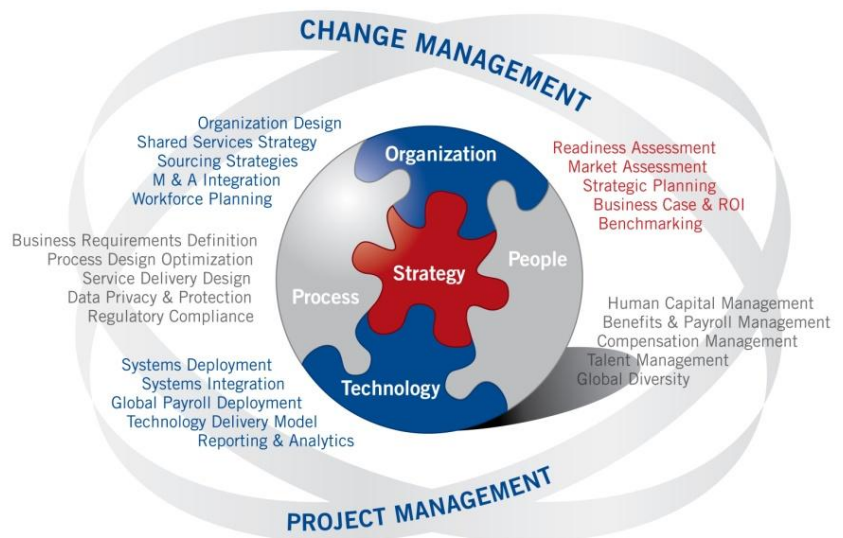 CHANGE MANAGEMENT
Organization Design
Shared Services Strategy
Sourcing Strategies
M & A Integration
Workforce Planning
Organization
Readiness Assessment
Market Assessment
Strategic Planning
Business Case & ROI
Benchmarking
Business Requirements Definition
Process Design Optimization
Service Delivery Design
Data Privacy & Protection
Regulatory Compliance
Process
Strategy
People
Human Capital Management
Benefits & Payroll Management
Compensation Management
Talent Management
Global Diversity
Systems Deployment
Systems Integration
Global Payroll Deployment
Technology Delivery Model
Reporting & Analytics
Technology
PROJECT MANAGEMENT